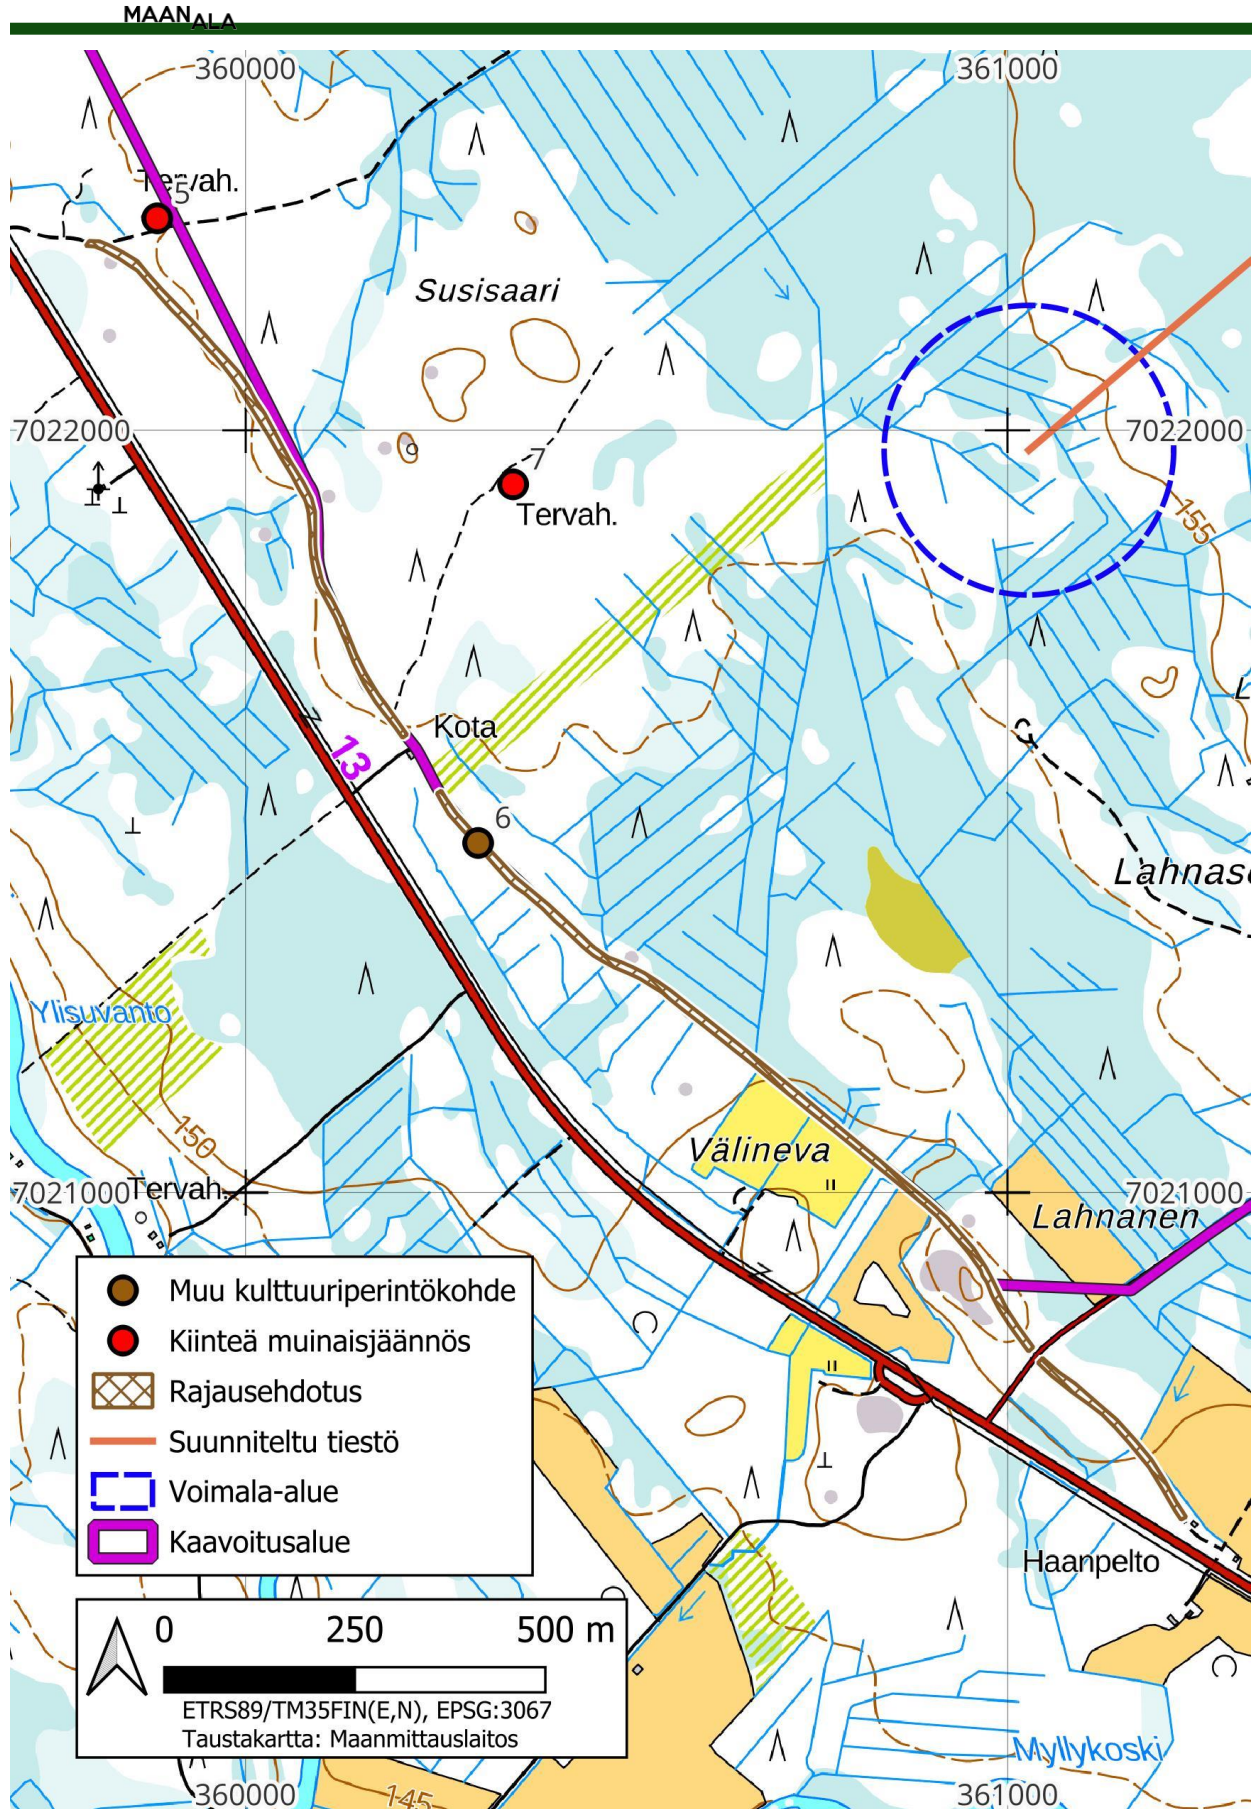 MAANALA
360000
361000
Tervah.
5
Susisaari
7022000
7022000
7
Tervah.
155
Kota
13
6
Lahnas
Ylisuvanto
150
Välineva
7021000
Tervah.
7021000
Lahnanen
Muu kulttuuriperintökohde
Kiinteä muinaisjäännös
Rajausehdotus
Suunniteltu tiestö
Voimala-alue
Kaavoitusalue
Haanpelto
0 250 500 m
ETRS89/TM35FIN(E,N), EPSG:3067
Taustakartta: Maanmittauslaitos
Myllykoski
360000
145
361000